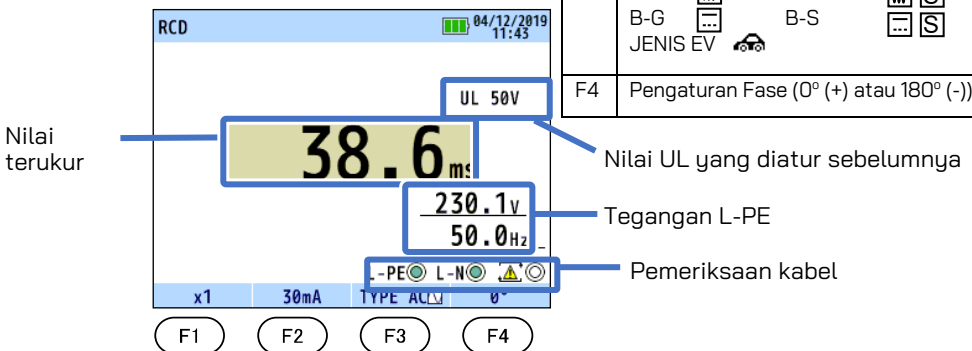 RCD
04/12/2019
11:43
UL 50V
38.6 ms
230.1V
50.0Hz
L-PE L-N
x1 30mA TYPE AC 0°
F1 F2 F3 F4
Nilai
terukur
B-G B-S S
JENIS EV
F4 Pengaturan Fase (0° (+) atau 180° (-))
Nilai UL yang diatur sebelumnya
Tegangan L-PE
Pemeriksaan kabel